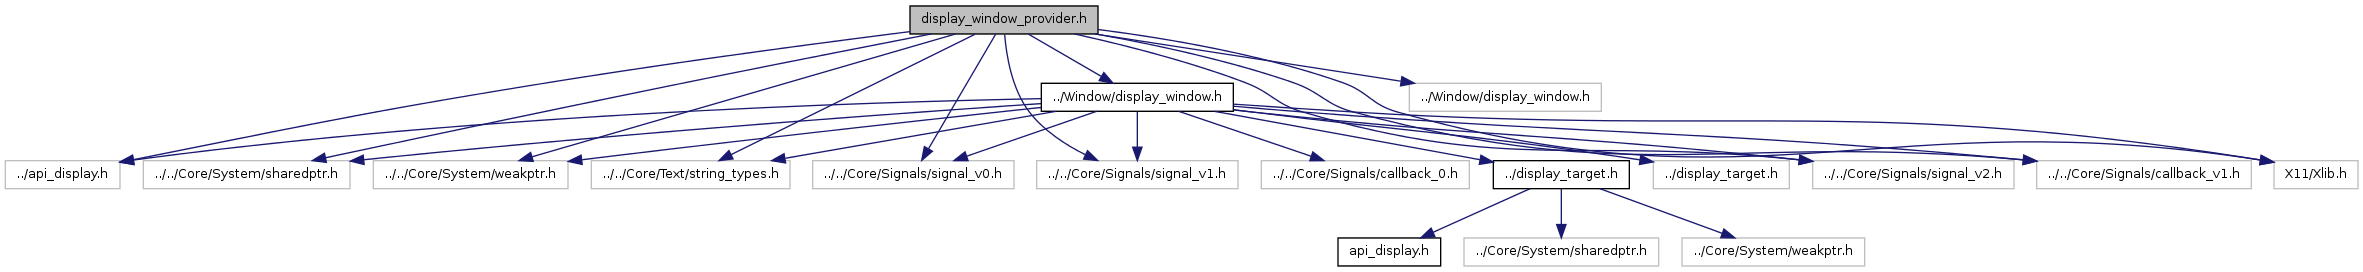 display_window_provider.h
../Window/display_window.h
../Window/display_window.h
../api_display.h
../../Core/System/sharedptr.h
../../Core/System/weakptr.h
../../Core/Text/string_types.h
../../Core/Signals/signal_v0.h
../../Core/Signals/signal_v1.h
../../Core/Signals/callback_0.h
../display_target.h
../display_target.h
../../Core/Signals/signal_v2.h
../../Core/Signals/callback_v1.h
X11/Xlib.h
api_display.h
../Core/System/sharedptr.h
../Core/System/weakptr.h